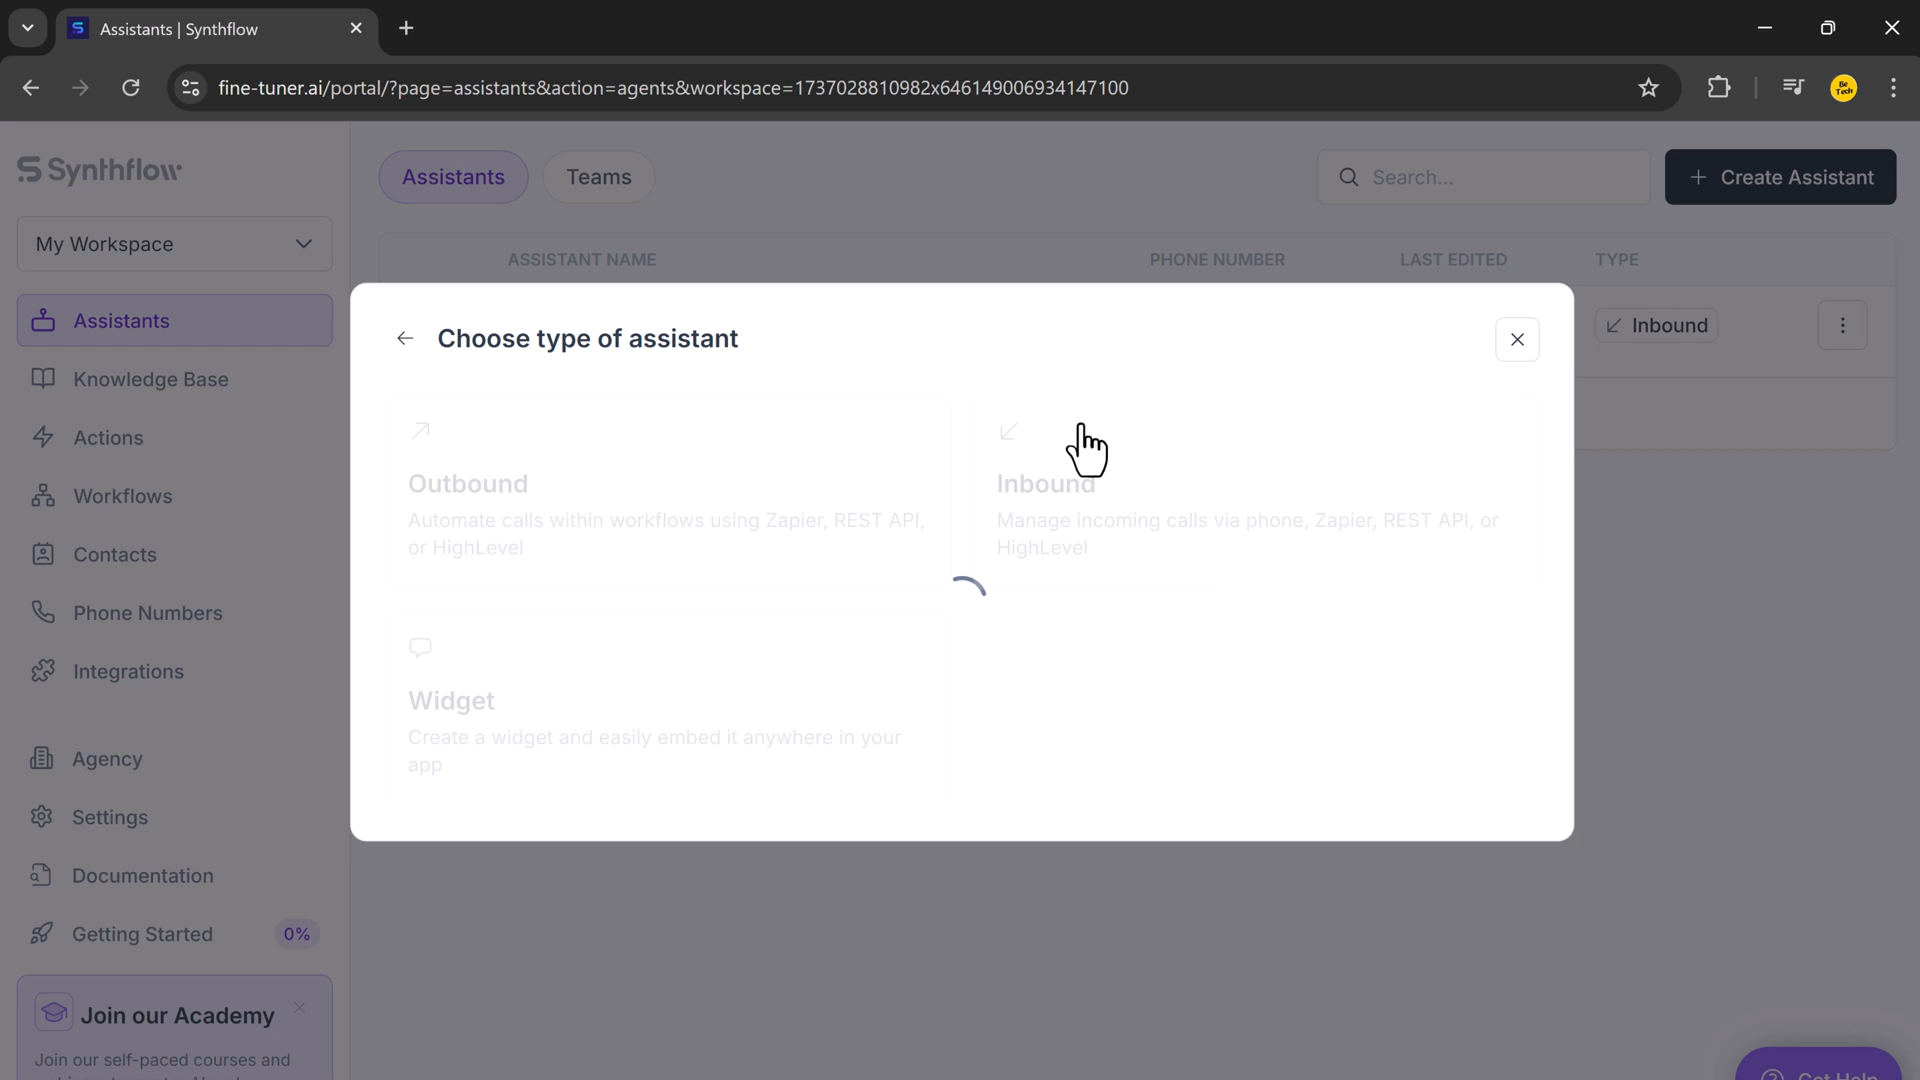 Assistants | Synthflow
fine-tuner.ai/portal/?page=assistants&action=agents&workspace=1737028810982x646149006934147100
Be
Tech
Synthflow
Assistants
Teams
Search...
+ Create Assistant
My Workspace
ASSISTANT NAME
PHONE NUMBER
LAST EDITED
TYPE
Assistants
Inbound
Choose type of assistant
Knowledge Base
Actions
Outbound
Automate calls within workflows using Zapier, REST API,
or HighLevel
Inbound
Manage incoming calls via phone, Zapier, REST API, or
HighLevel
Workflows
Contacts
Phone Numbers
Integrations
Widget
Create a widget and easily embed it anywhere in your
app
Agency
Settings
Documentation
Getting Started
0%
Join our Academy
Join our self-paced courses and
Get Help